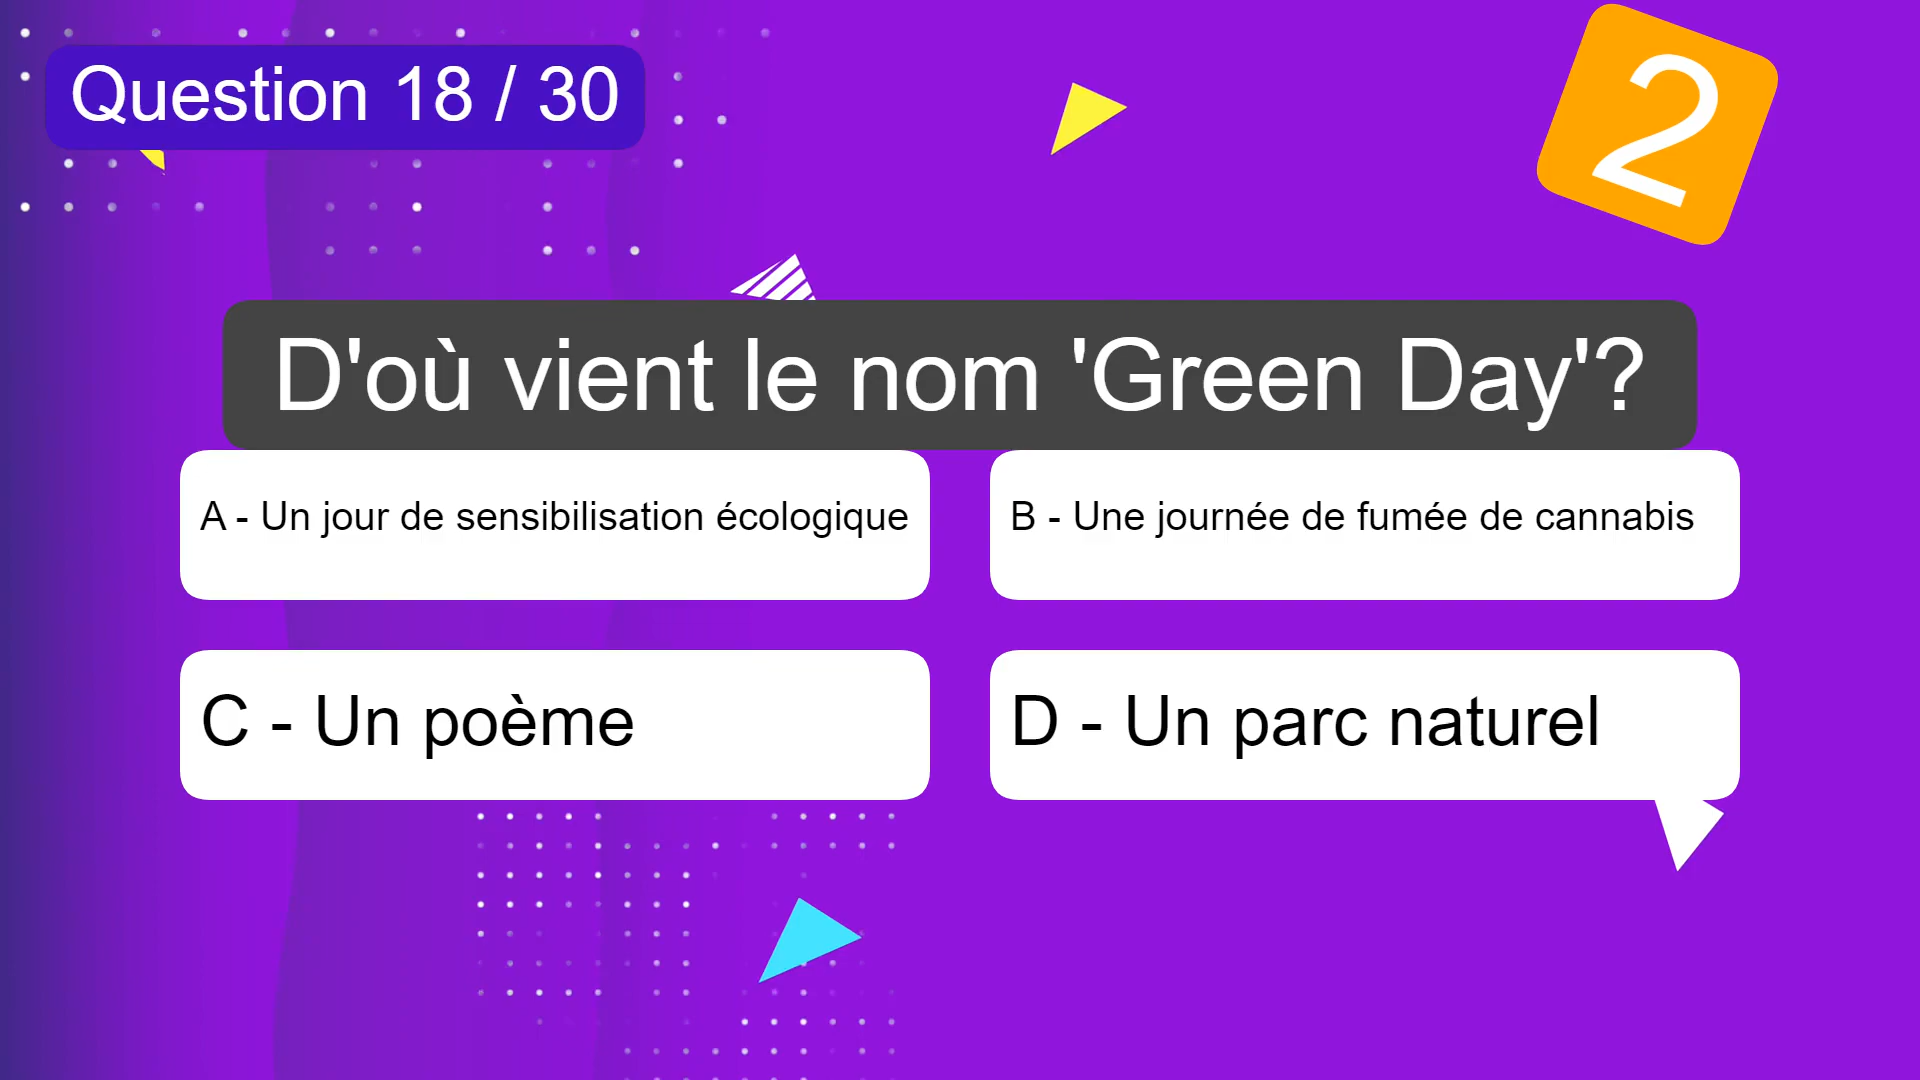 Question 18 / 30
2
D'où vient le nom 'Green Day'?
A - Un jour de sensibilisation écologique
B - Une journée de fumée de cannabis
C - Un poème
D - Un parc naturel